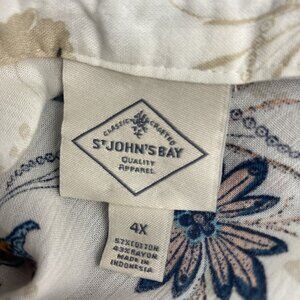 CLASSIC CRAFTED
ST JOHN'S BAY
QUALITY
APPAREL
4X
57%COTTON
43%RAYON
MADE IN
INDONESIA